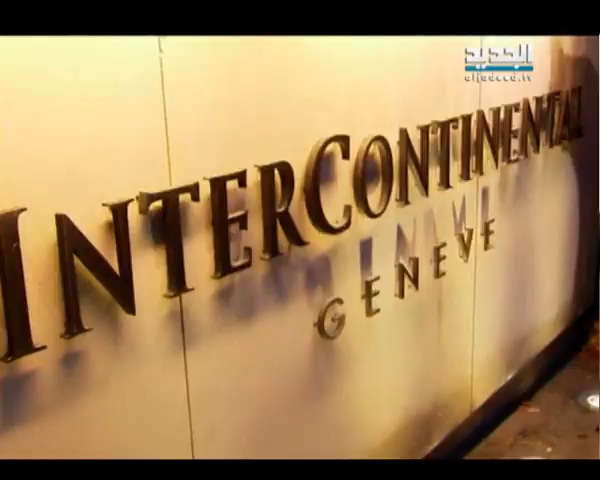 الجديد
aljadeed.tv
INTERCONTINENTAL
GENEVE